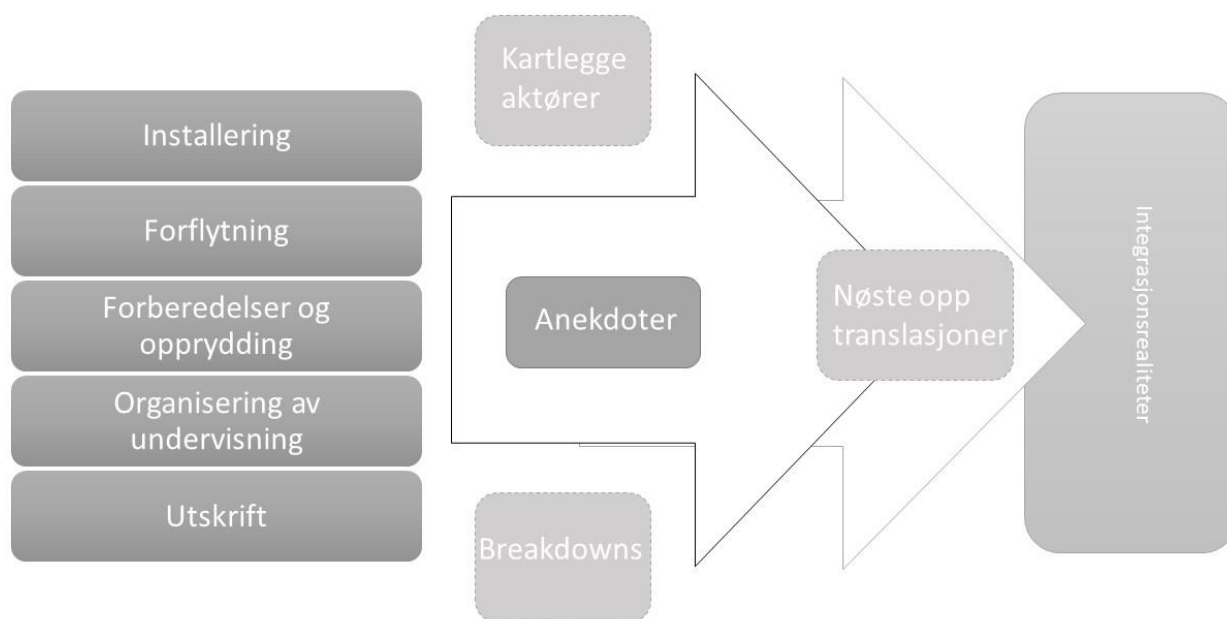 Installering
Forflytning
Forberedelser og
opprydding
Organisering av
undervisning
Utskrift
Kartlegge
aktører
Anekdoter
Breakdowns
Nøste opp
translasjoner
Integrasjonsrealiteter